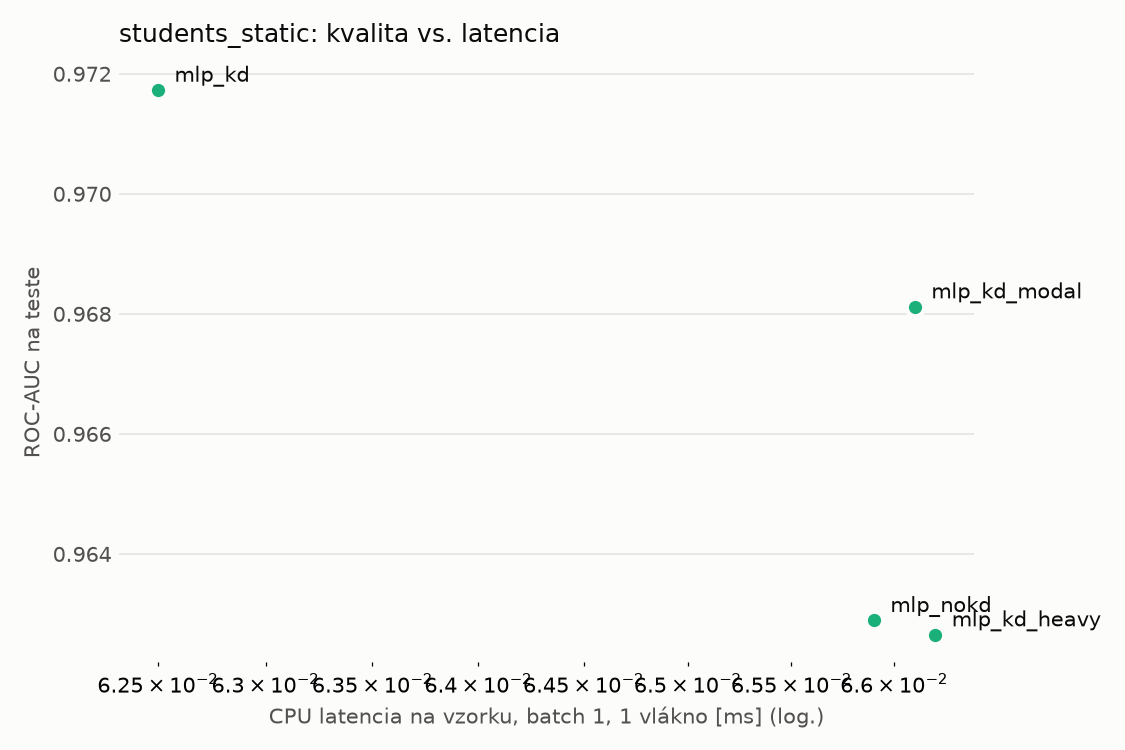 students_static: kvalita vs. latencia
0.972
mlp_kd
0.970
mlp_kd_modal
0.968
0.966
0.964
mlp_nokd
mlp_kd_heavy
ROC-AUC na teste
6.25 × 10⁻² 6.3 × 10⁻² 6.35 × 10⁻² 6.4 × 10⁻² 6.45 × 10⁻² 6.5 × 10⁻² 6.55 × 10⁻² 6.6 × 10⁻²
CPU latencia na vzorku, batch 1, 1 vlákno [ms] (log.)